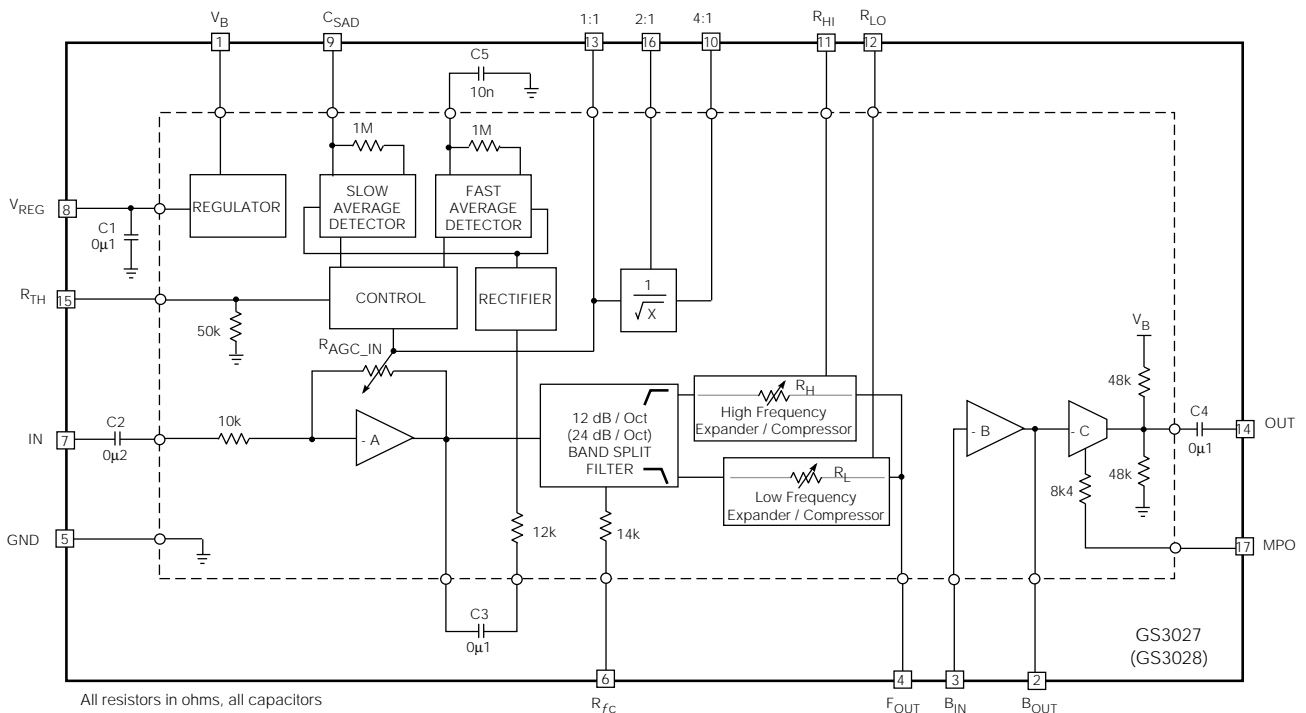 VB
CSAD
1:1
2:1
4:1
RHI
RLO
1
9
13
16
10
11
12
C5
10n
1M
1M
REGULATOR
SLOW
AVERAGE
DETECTOR
FAST
AVERAGE
DETECTOR
VREG
8
C1
0µ1
RTH
15
CONTROL
RECTIFIER
1
√X
50k
RAGC_IN
VB
RH
High Frequency
Expander / Compressor
48k
IN
7
C2
0µ2
10k
- A
12 dB / Oct
(24 dB / Oct)
BAND SPLIT
FILTER
- B
- C
C4
0µ1
14
OUT
RL
Low Frequency
Expander / Compressor
8k4
48k
GND
5
12k
14k
17
MPO
C3
0µ1
GS3027
(GS3028)
6
4
3
2
All resistors in ohms, all capacitors
Rfc
FOUT
BIN
BOUT